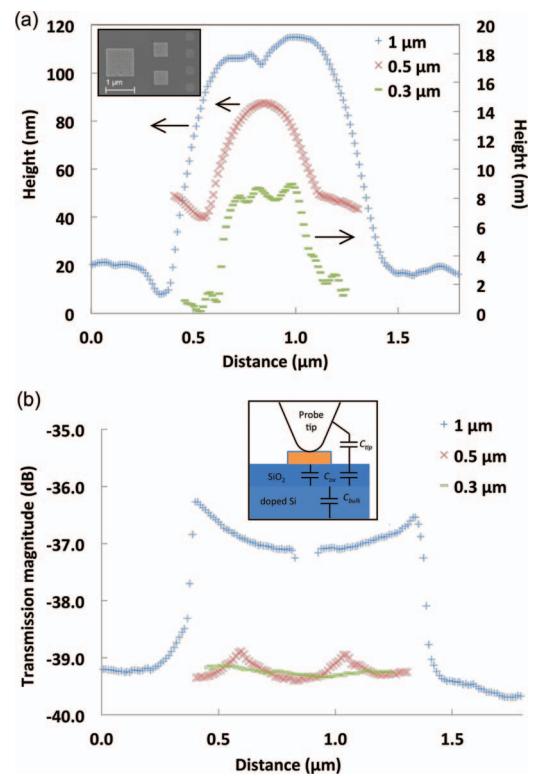 (a)
1 μm
0.5 μm
0.3 μm
1 μm
Height (nm)
120
100
80
60
40
20
0
Height (nm)
20
18
16
14
12
10
8
6
4
2
0
0.0 0.5 1.0 1.5
Distance (μm)
(b)
1 μm
0.5 μm
0.3 μm
Probe
tip
C_tip
SiO2
C_ox
doped Si
C_bulk
Transmission magnitude (dB)
-35.0
-36.0
-37.0
-38.0
-39.0
-40.0
0.0 0.5 1.0 1.5
Distance (μm)